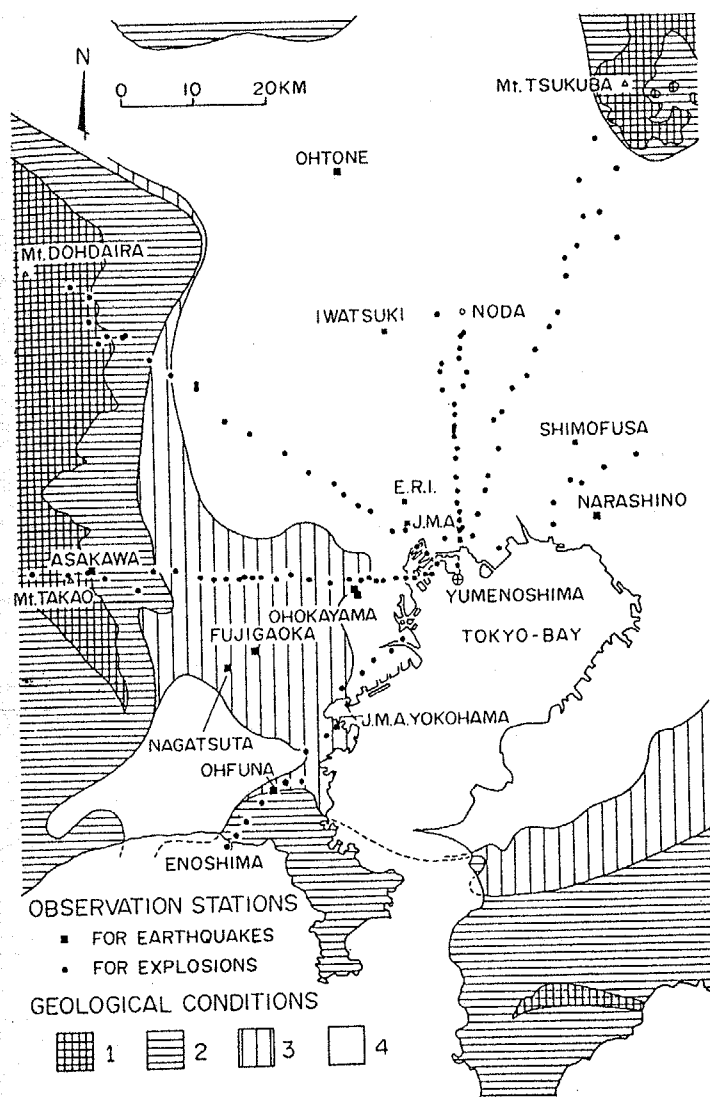 N
0 20KM
Mt. TSUKUBA
OHTONE
Mt. DOHDAIRA
IWATSUKI
NODA
SHIMOFUSA
E.R.I.
NARASHINO
J.M.A
ASAKAWA
Mt. TAKAO
OHOKAYAMA
YUMENOSHIMA
FUJIGAOKA
TOKYO-BAY
J.M.A. YOKOHAMA
NAGATSUTA
OHFUNA
ENOSHIMA
OBSERVATION STATIONS
FOR EARTHQUAKES
FOR EXPLOSIONS
GEOLOGICAL CONDITIONS
1 2 3 4